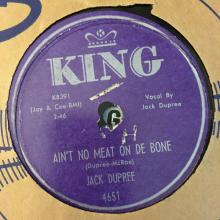 KING
K8391
(Jay & Cee-BMI)
2:46
Vocal By
Jack Dupree
AIN'T NO MEAT ON DE BONE
(Dupree-McRae)
JACK DUPREE
4651